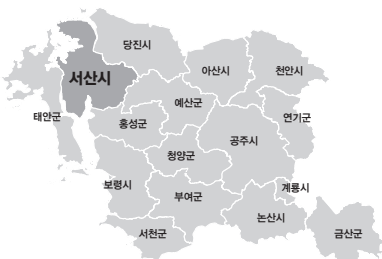 당진시
아산시
천안시
서산시
예산군
태안군
홍성군
연기군
공주시
청양군
보령시
부여군
계룡시
논산시
서천군
금산군